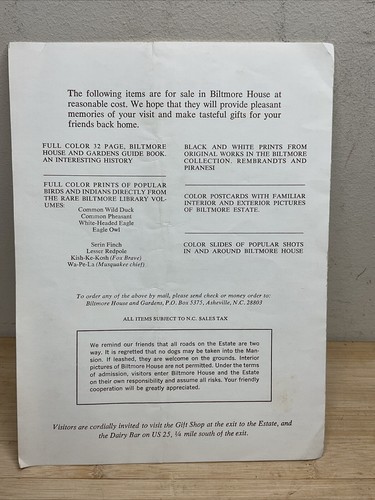 The following items are for sale in Biltmore House at
reasonable cost. We hope that they will provide pleasant
memories of your visit and make tasteful gifts for your
friends back home.
FULL COLOR 32 PAGE, BILTMORE
HOUSE AND GARDENS GUIDE BOOK.
AN INTERESTING HISTORY
FULL COLOR PRINTS OF POPULAR
BIRDS AND INDIANS DIRECTLY FROM
THE RARE BILTMORE LIBRARY VOL-
UMES:
Common Wild Duck
Common Pheasant
White-Headed Eagle
Eagle Owl
Serin Finch
Lesser Redpole
Kish-Ke-Kosh (Fox Brave)
Wa-Pe-La (Musquakee chief)
BLACK AND WHITE PRINTS FROM
ORIGINAL WORKS IN THE BILTMORE
COLLECTION. REMBRANDTS AND
PIRANESI
COLOR POSTCARDS WITH FAMILIAR
INTERIOR AND EXTERIOR PICTURES
OF BILTMORE ESTATE.
COLOR SLIDES OF POPULAR SHOTS
IN AND AROUND BILTMORE HOUSE
To order any of the above by mail, please send check or money order to:
Biltmore House and Gardens, P.O. Box 5375, Asheville, N.C. 28803
ALL ITEMS SUBJECT TO N.C. SALES TAX
We remind our friends that all roads on the Estate are two
way. It is regretted that no dogs may be taken into the Man-
sion. If leashed, they are welcome on the grounds. Interior
pictures of Biltmore House are not permitted. Under the terms
of admission, visitors enter Biltmore House and the Estate
on their own responsibility and assume all risks. Your friendly
cooperation will be greatly appreciated.
Visitors are cordially invited to visit the Gift Shop at the exit to the Estate, and
the Dairy Bar on US 25, ¼ mile south of the exit.